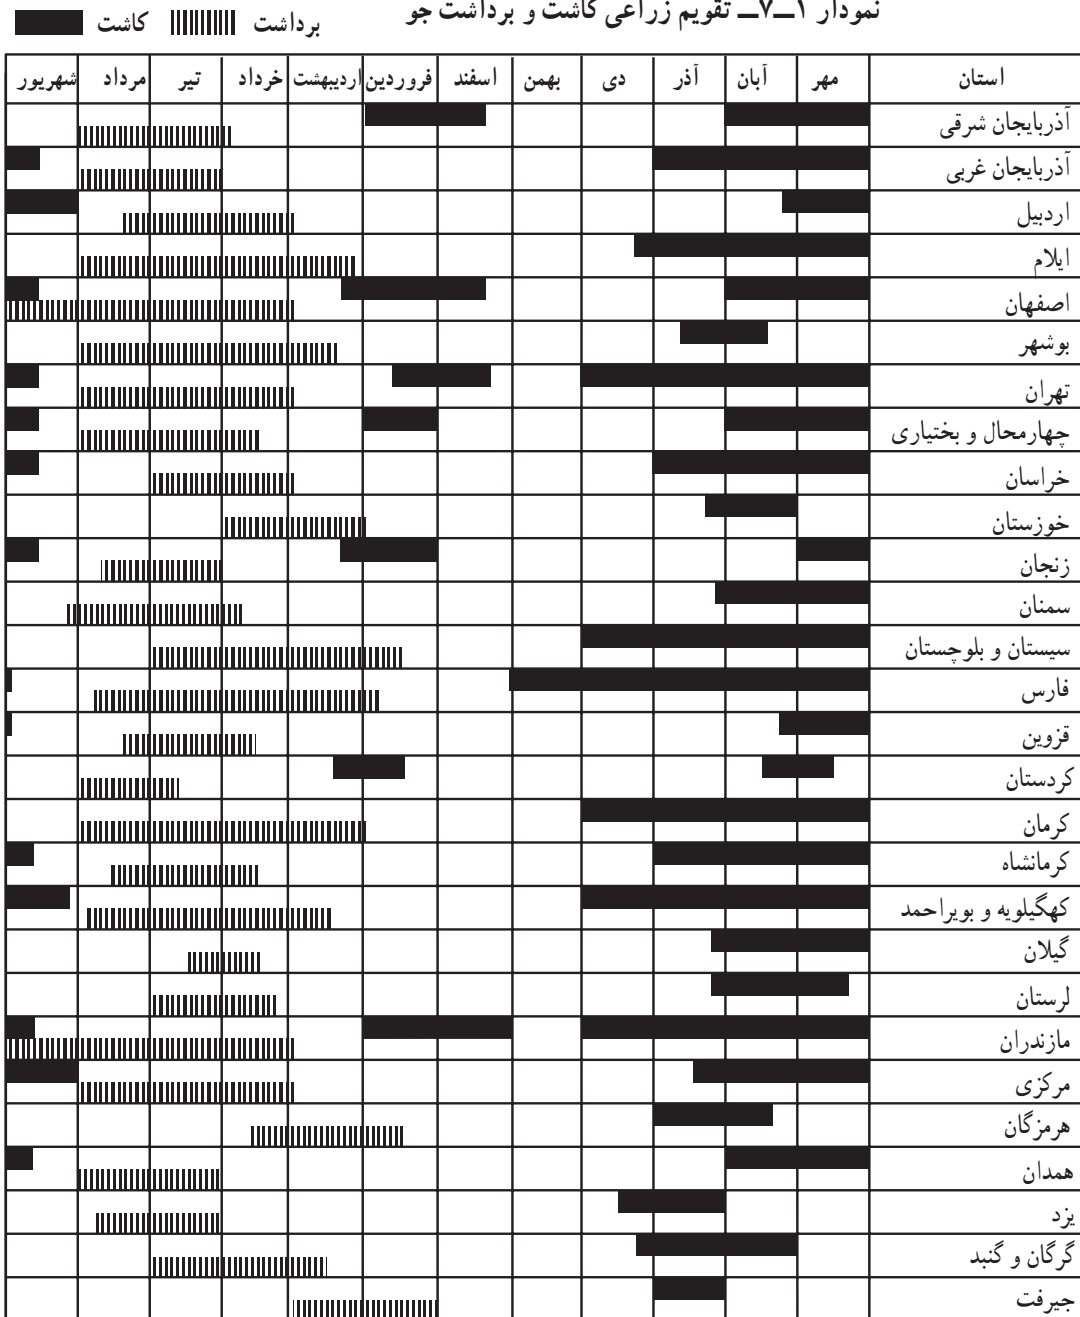 نمودار ۱ــ۷ــ تقویم زراعی کاشت و برداشت جو
برداشت کاشت
استان مهر آبان آذر دی بهمن اسفند فروردین اردیبهشت خرداد تیر مرداد شهریور
آذربایجان شرقی
آذربایجان غربی
اردبیل
ایلام
اصفهان
بوشهر
تهران
چهارمحال و بختیاری
خراسان
خوزستان
زنجان
سمنان
سیستان و بلوچستان
فارس
قزوین
کردستان
کرمان
کرمانشاه
کهگیلویه و بویراحمد
گیلان
لرستان
مازندران
مرکزی
هرمزگان
همدان
یزد
گرگان و گنبد
جیرفت